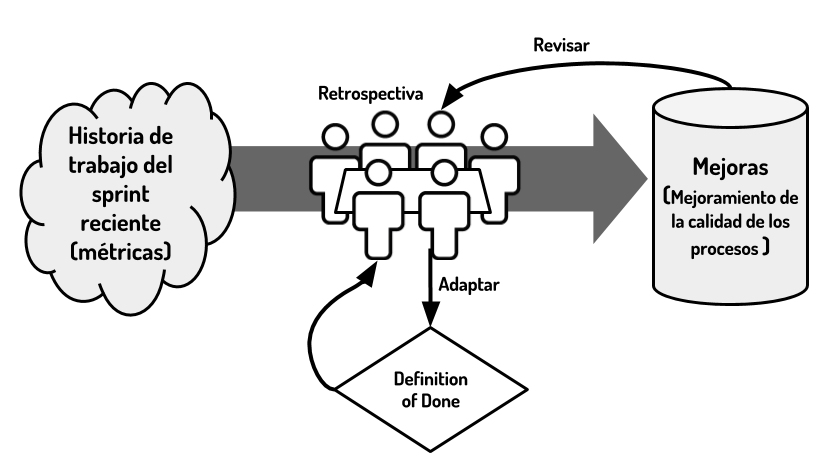 Revisar
Retrospectiva
Historia de
trabajo del
sprint
reciente
(métricas)
Mejoras
(Mejoramiento de
la calidad de los
procesos )
Adaptar
Definition
of Done